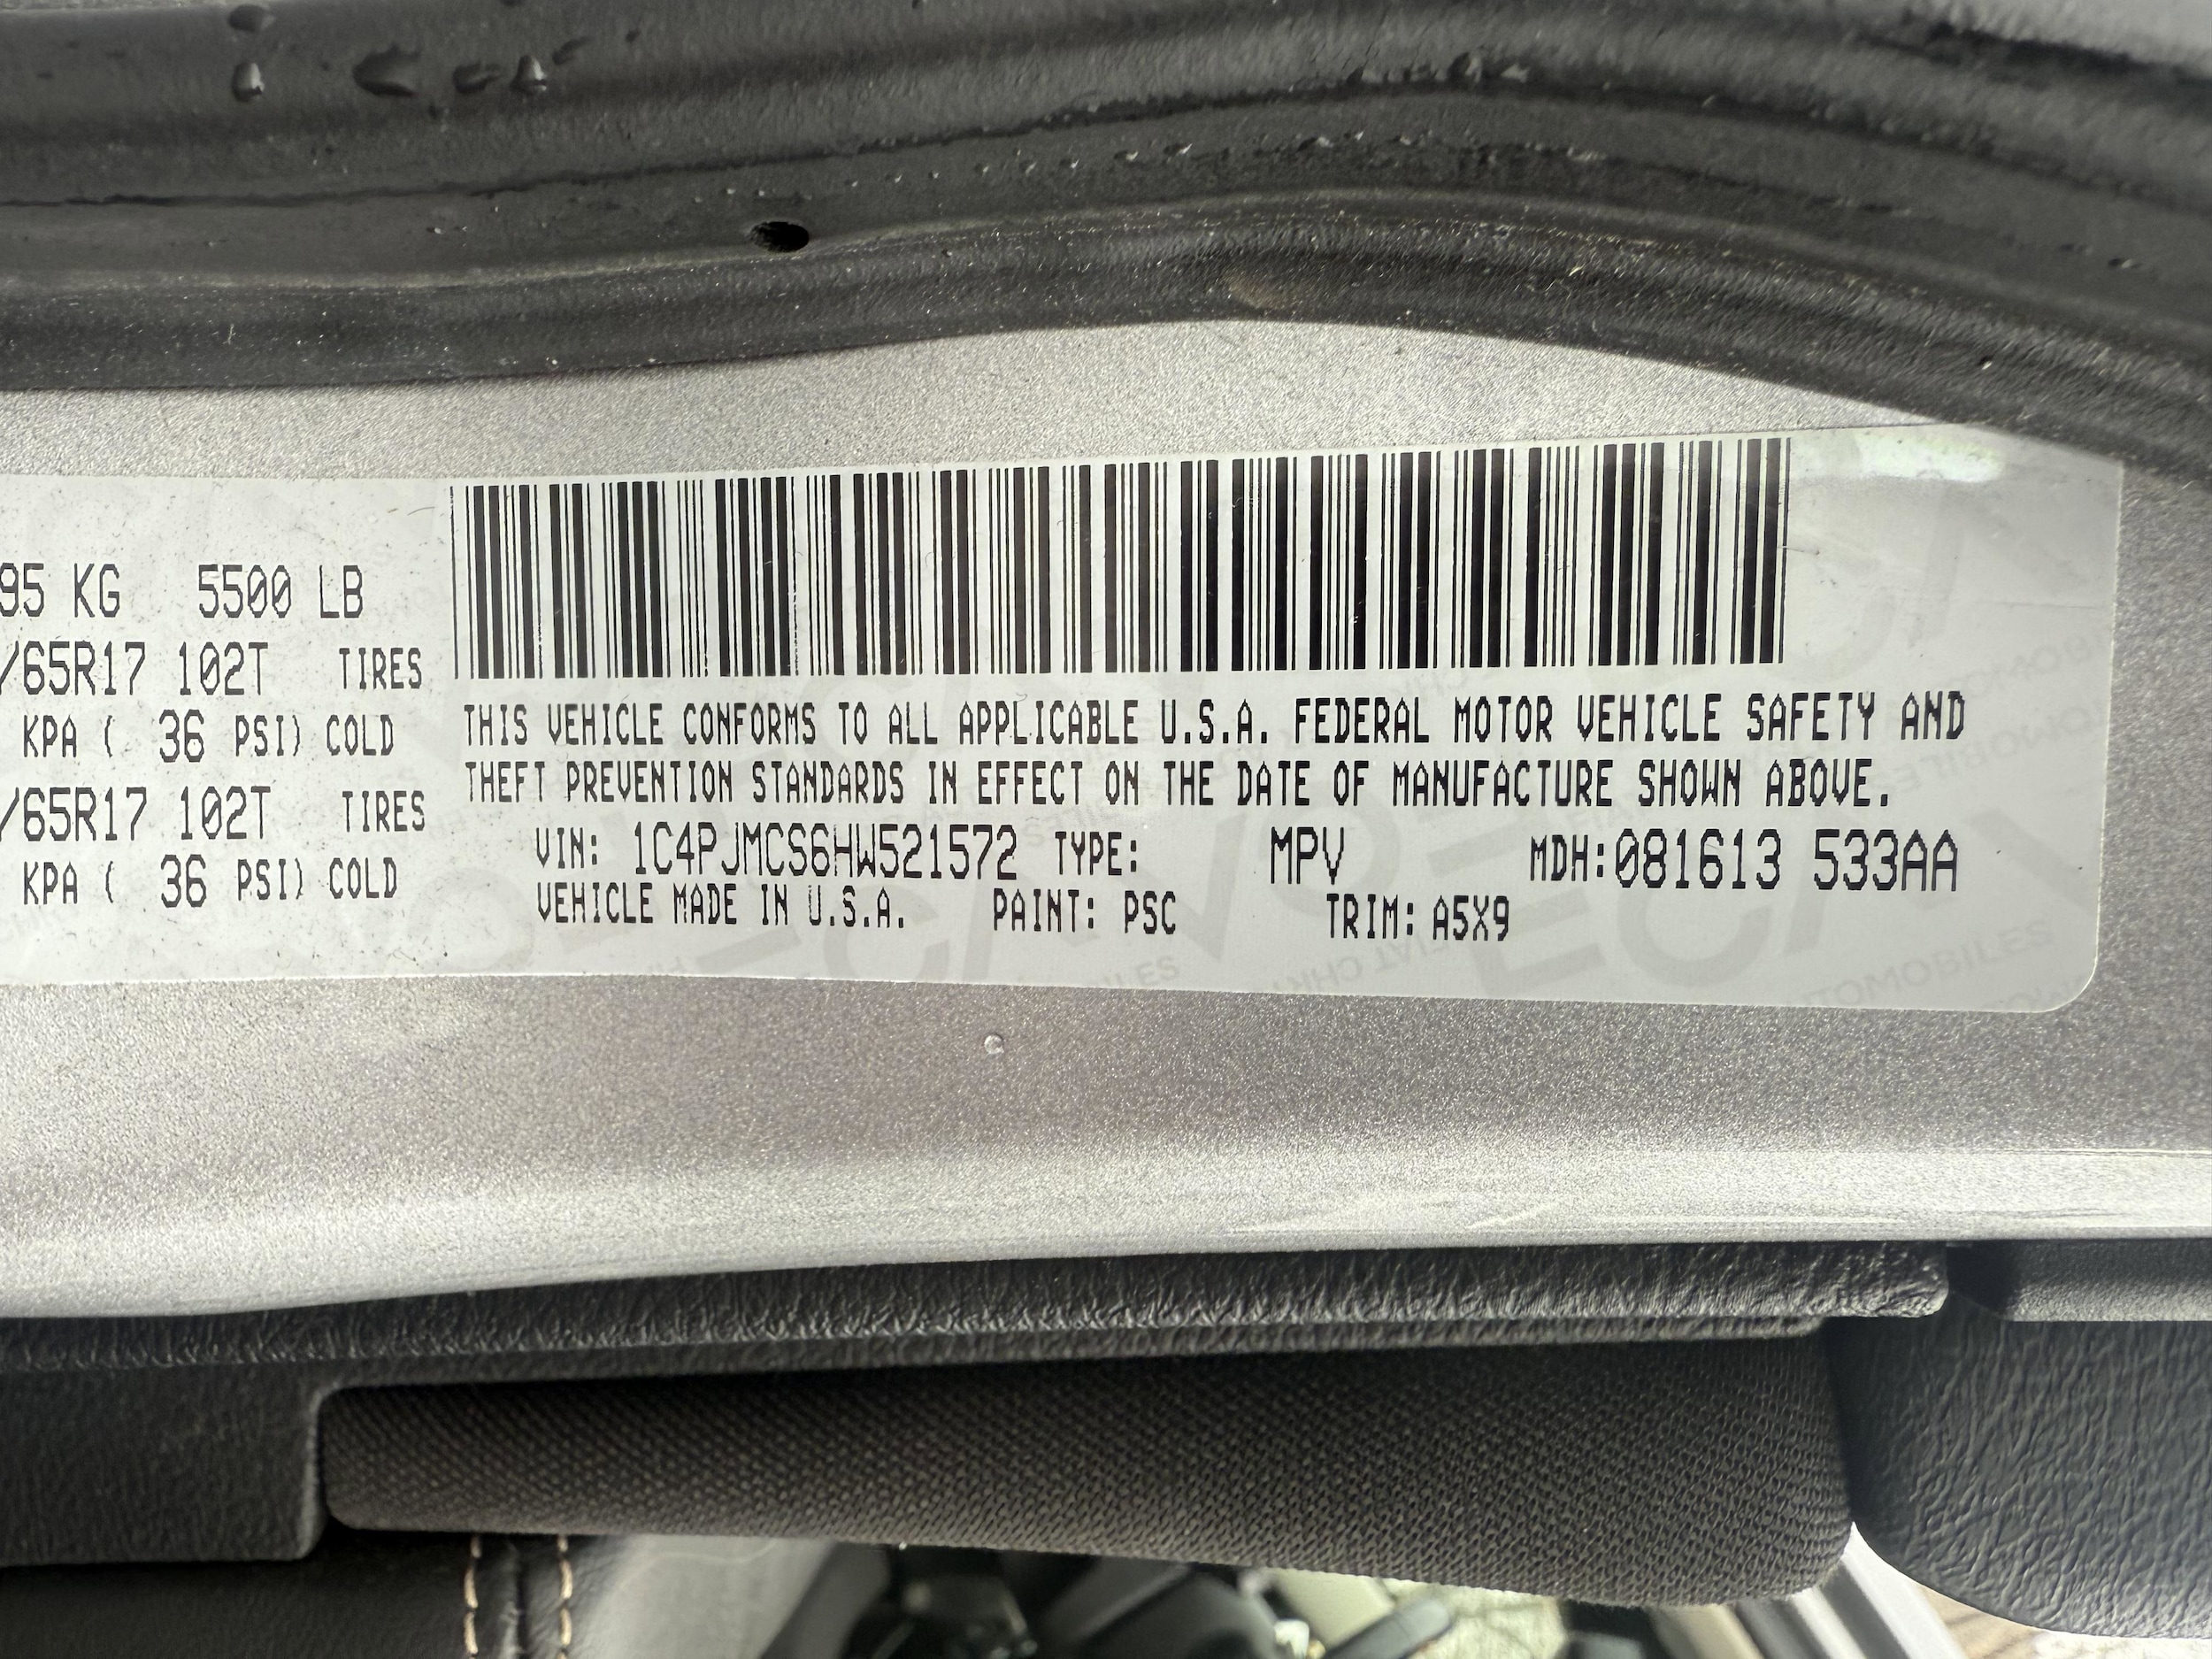 95 KG 5500 LB
/65R17 102T TIRES
KPA ( 36 PSI) COLD
/65R17 102T TIRES
KPA ( 36 PSI) COLD
THIS VEHICLE CONFORMS TO ALL APPLICABLE U.S.A. FEDERAL MOTOR VEHICLE SAFETY AND
THEFT PREVENTION STANDARDS IN EFFECT ON THE DATE OF MANUFACTURE SHOWN ABOVE.
VIN: 1C4PJMCS6HW521572 TYPE: MPV MDH:081613 533AA
VEHICLE MADE IN U.S.A. PAINT: PSC TRIM: A5X9